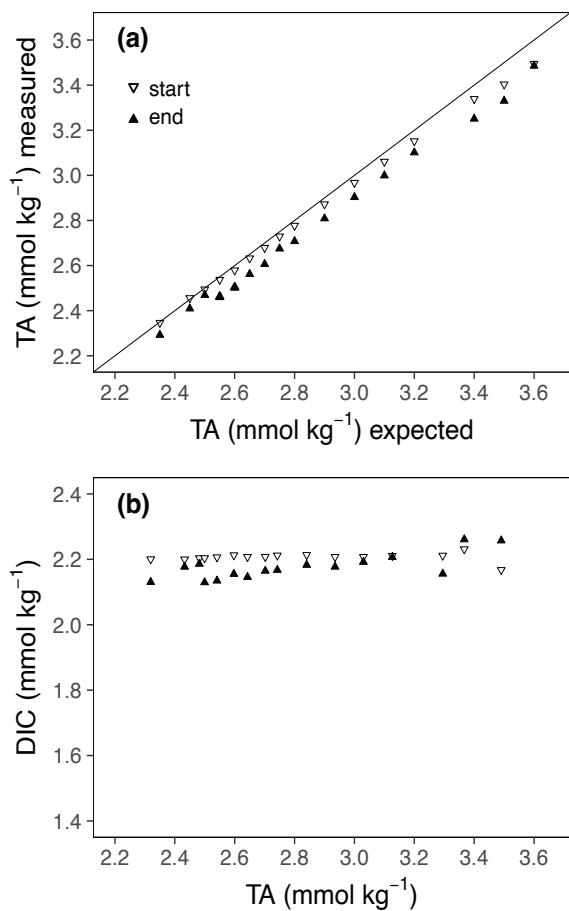 (a)
start
end
3.6
3.4
3.2
3.0
2.8
2.6
2.4
2.2
TA (mmol kg⁻¹) measured
2.2 2.4 2.6 2.8 3.0 3.2 3.4 3.6
TA (mmol kg⁻¹) expected
(b)
2.4
2.2
2.0
1.8
1.6
1.4
DIC (mmol kg⁻¹)
2.2 2.4 2.6 2.8 3.0 3.2 3.4 3.6
TA (mmol kg⁻¹)